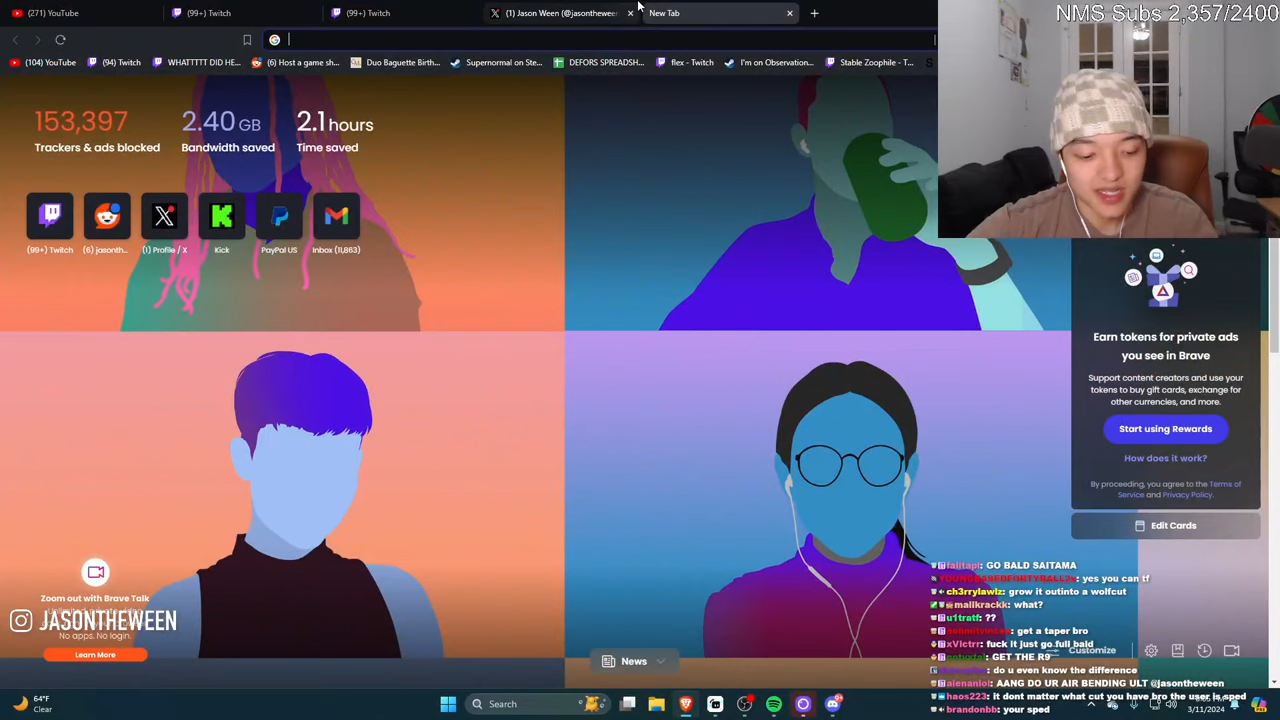 (271) YouTube
(99+) Twitch
(99+) Twitch
(1) Jason Ween (@jasontheween
New Tab
NMS Subs 2,357/2400
(104) YouTube
(94) Twitch
WHATTTT DID HE...
(6) Host a game sh...
Duo Baguette Birth...
Supernormal on Ste...
DEFORS SPREADSH...
flex - Twitch
I'm on Observation...
Stable Zoophile - T...
153,397
Trackers & ads blocked
2.40 GB
Bandwidth saved
2.1 hours
Time saved
(99+) Twitch
(6) jasonth...
(1) Profile / X
Kick
PayPal US
Inbox (11,863)
Earn tokens for private ads
you see in Brave
Support content creators and use your
tokens to buy gift cards, exchange for
other currencies, and more.
Start using Rewards
How does it work?
By proceeding, you agree to the Terms of
Service and Privacy Policy.
Edit Cards
Zoom out with Brave Talk
JASONTHEWEEN
No apps. No login.
Learn More
News
Customize
fajitapl: GO BALD SAITAMA
: yes you can tf
ch3rrylawlz: grow it outinto a wolfcut
malikrackk: what?
u1tratf: ??
: get a taper bro
xVictrr: fuck it just go full bald
: GET THE R9
: do u even know the difference
alenanlol: AANG DO UR AIR BENDING ULT @jasontheween
haos223: it dont matter what cut you have bro the user is sped
brandonbb: your sped
64°F
Clear
Search
3/11/2024